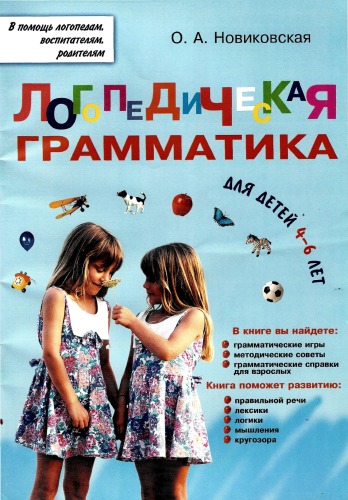 В помощь логопедам,
воспитателям,
родителям
О. А. Новиковская
ЛОГОПЕДИЧЕСКАЯ
ГРАММАТИКА
ДЛЯ ДЕТЕЙ 4–6 ЛЕТ
В книге вы найдете:
грамматические игры
методические советы
грамматические справки
для взрослых
Книга поможет развитию:
правильной речи
лексики
логики
мышления
кругозора